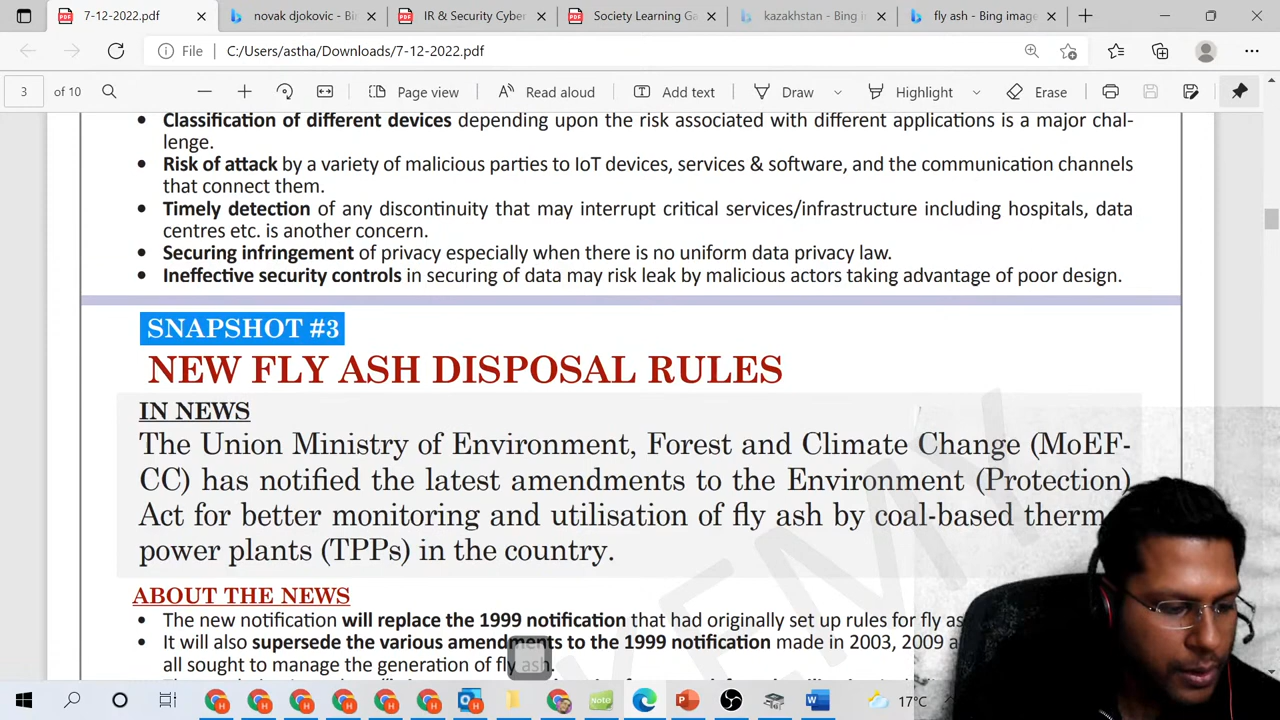 7-12-2022.pdf
novak djokovic - Bi
IR & Security Cyber
Society Learning Ga
kazakhstan - Bing i
fly ash - Bing image
File C:/Users/astha/Downloads/7-12-2022.pdf
3 of 10 Page view Read aloud Add text Draw Highlight Erase
• Classification of different devices depending upon the risk associated with different applications is a major chal-
lenge.
• Risk of attack by a variety of malicious parties to IoT devices, services & software, and the communication channels
that connect them.
• Timely detection of any discontinuity that may interrupt critical services/infrastructure including hospitals, data
centres etc. is another concern.
• Securing infringement of privacy especially when there is no uniform data privacy law.
• Ineffective security controls in securing of data may risk leak by malicious actors taking advantage of poor design.
SNAPSHOT #3
NEW FLY ASH DISPOSAL RULES
IN NEWS
The Union Ministry of Environment, Forest and Climate Change (MoEF-
CC) has notified the latest amendments to the Environment (Protection)
Act for better monitoring and utilisation of fly ash by coal-based therm
power plants (TPPs) in the country.
ABOUT THE NEWS
• The new notification will replace the 1999 notification that had originally set up rules for fly as
• It will also supersede the various amendments to the 1999 notification made in 2003, 2009
all sought to manage the generation of fly ash.
17°C